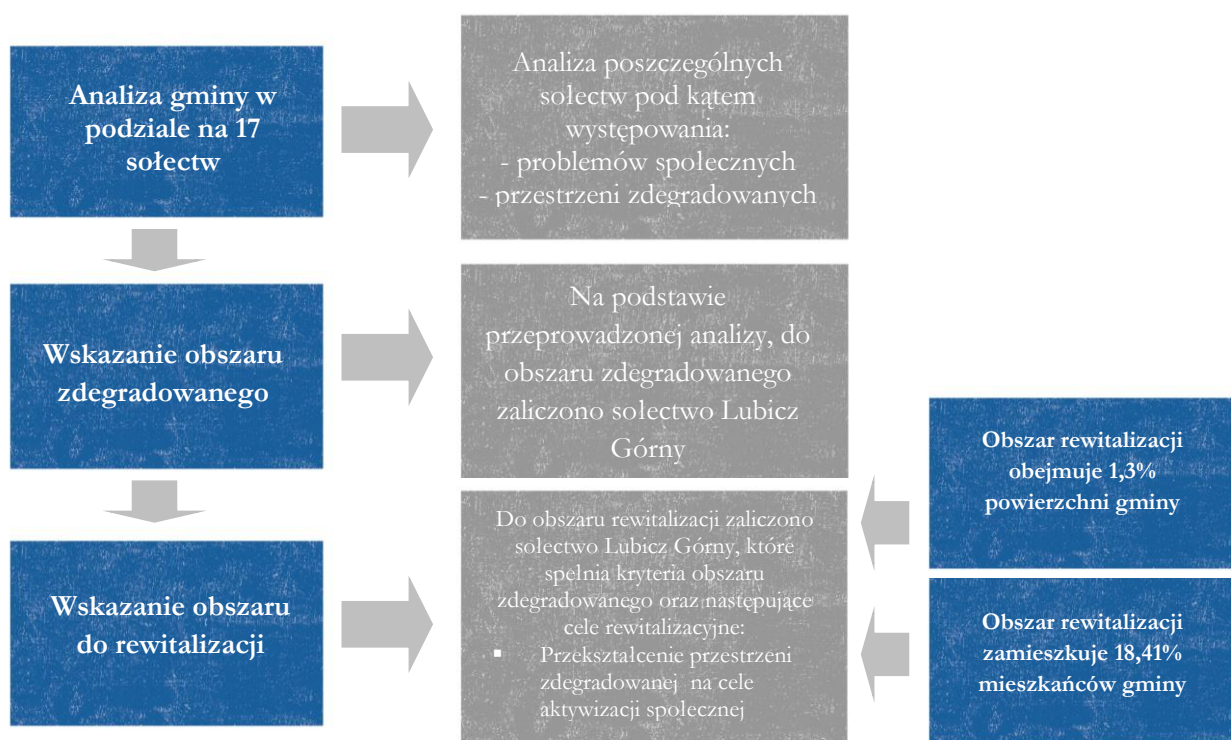 Analiza gminy w
podziale na 17
sołectw
Analiza poszczególnych
sołectw pod kątem
występowania:
- problemów społecznych
- przestrzeni zdegradowanych
Wskazanie obszaru
zdegradowanego
Na podstawie
przeprowadzonej analizy, do
obszaru zdegradowanego
zaliczono sołectwo Lubicz
Górny
Wskazanie obszaru
do rewitalizacji
Do obszaru rewitalizacji zaliczono
sołectwo Lubicz Górny, które
spełnia kryteria obszaru
zdegradowanego oraz następujące
cele rewitalizacyjne:
▪ Przekształcenie przestrzeni
zdegradowanej na cele
aktywizacji społecznej
Obszar rewitalizacji
obejmuje 1,3%
powierzchni gminy
Obszar rewitalizacji
zamieszkuje 18,41%
mieszkańców gminy